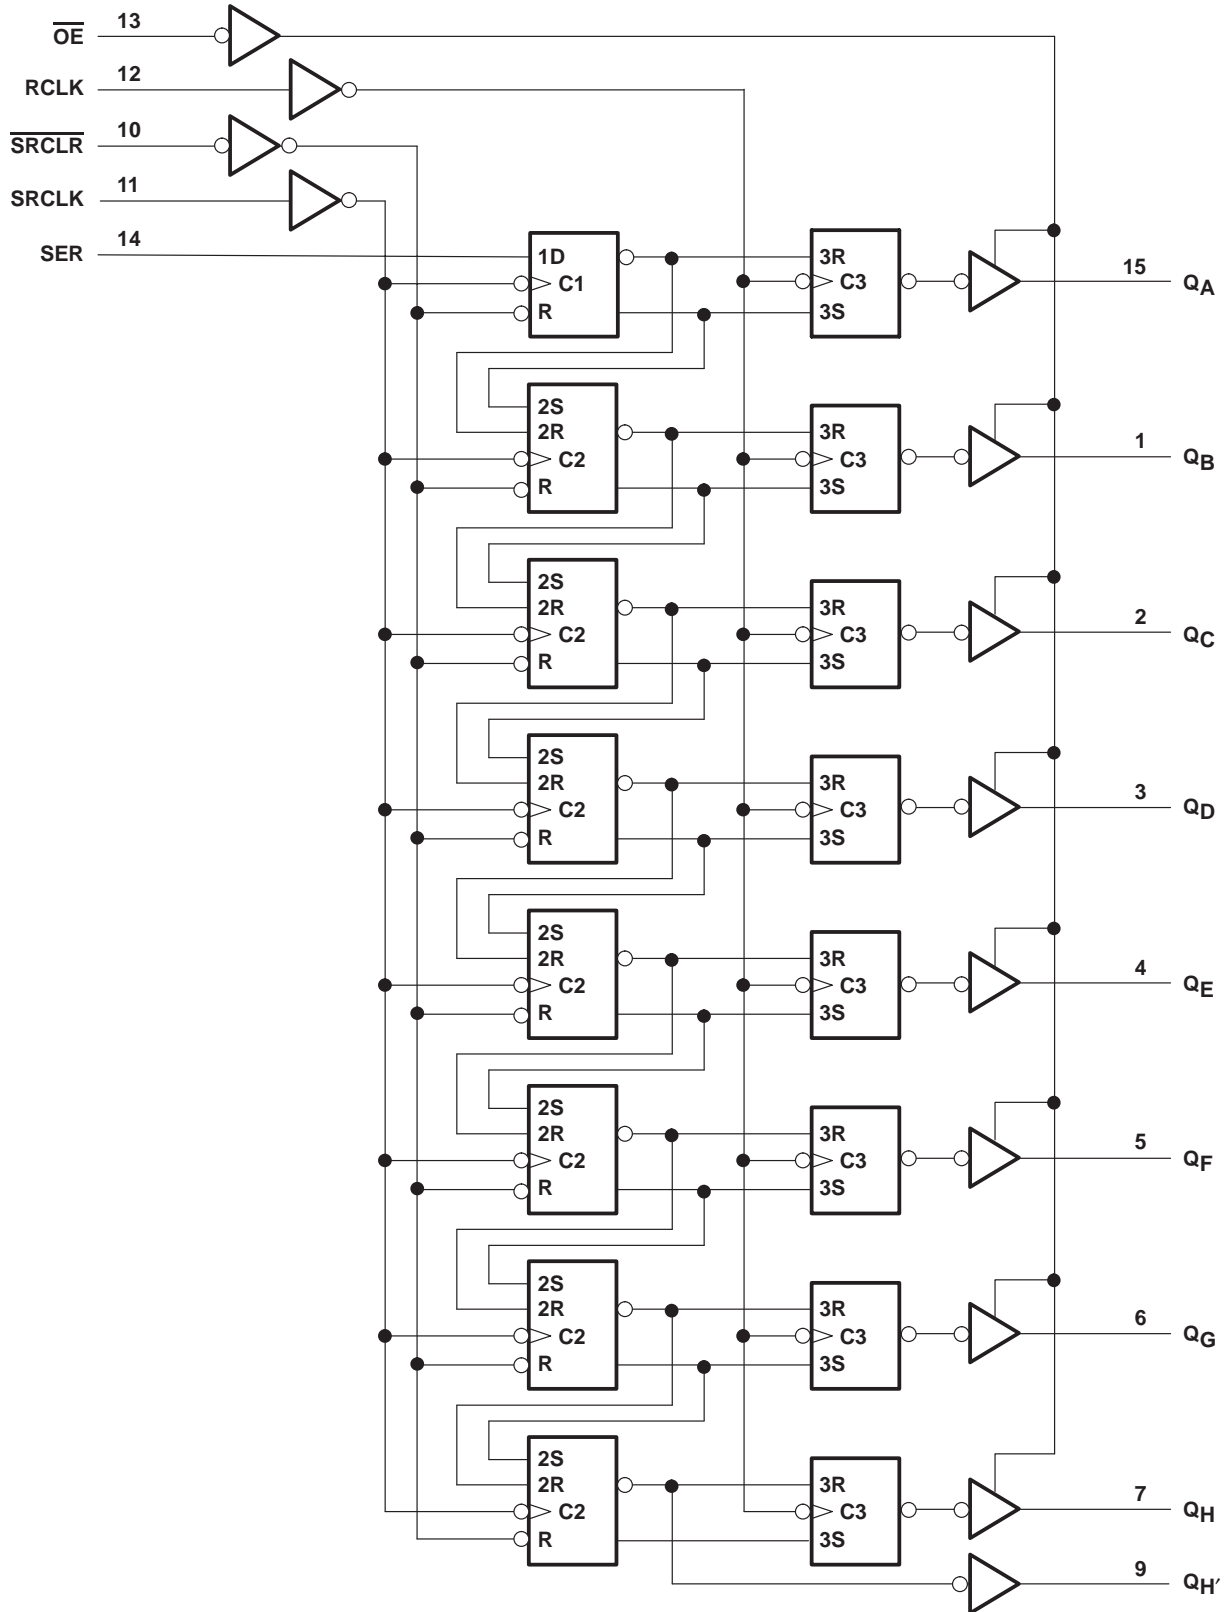 OE 13
RCLK 12
SRCLR 10
SRCLK 11
SER 14
1D
C1
R
3R
C3
3S
15 QA
2S
2R
C2
R
3R
C3
3S
1 QB
2S
2R
C2
R
3R
C3
3S
2 QC
2S
2R
C2
R
3R
C3
3S
3 QD
2S
2R
C2
R
3R
C3
3S
4 QE
2S
2R
C2
R
3R
C3
3S
5 QF
2S
2R
C2
R
3R
C3
3S
6 QG
2S
2R
C2
R
3R
C3
3S
7 QH
9 QH′